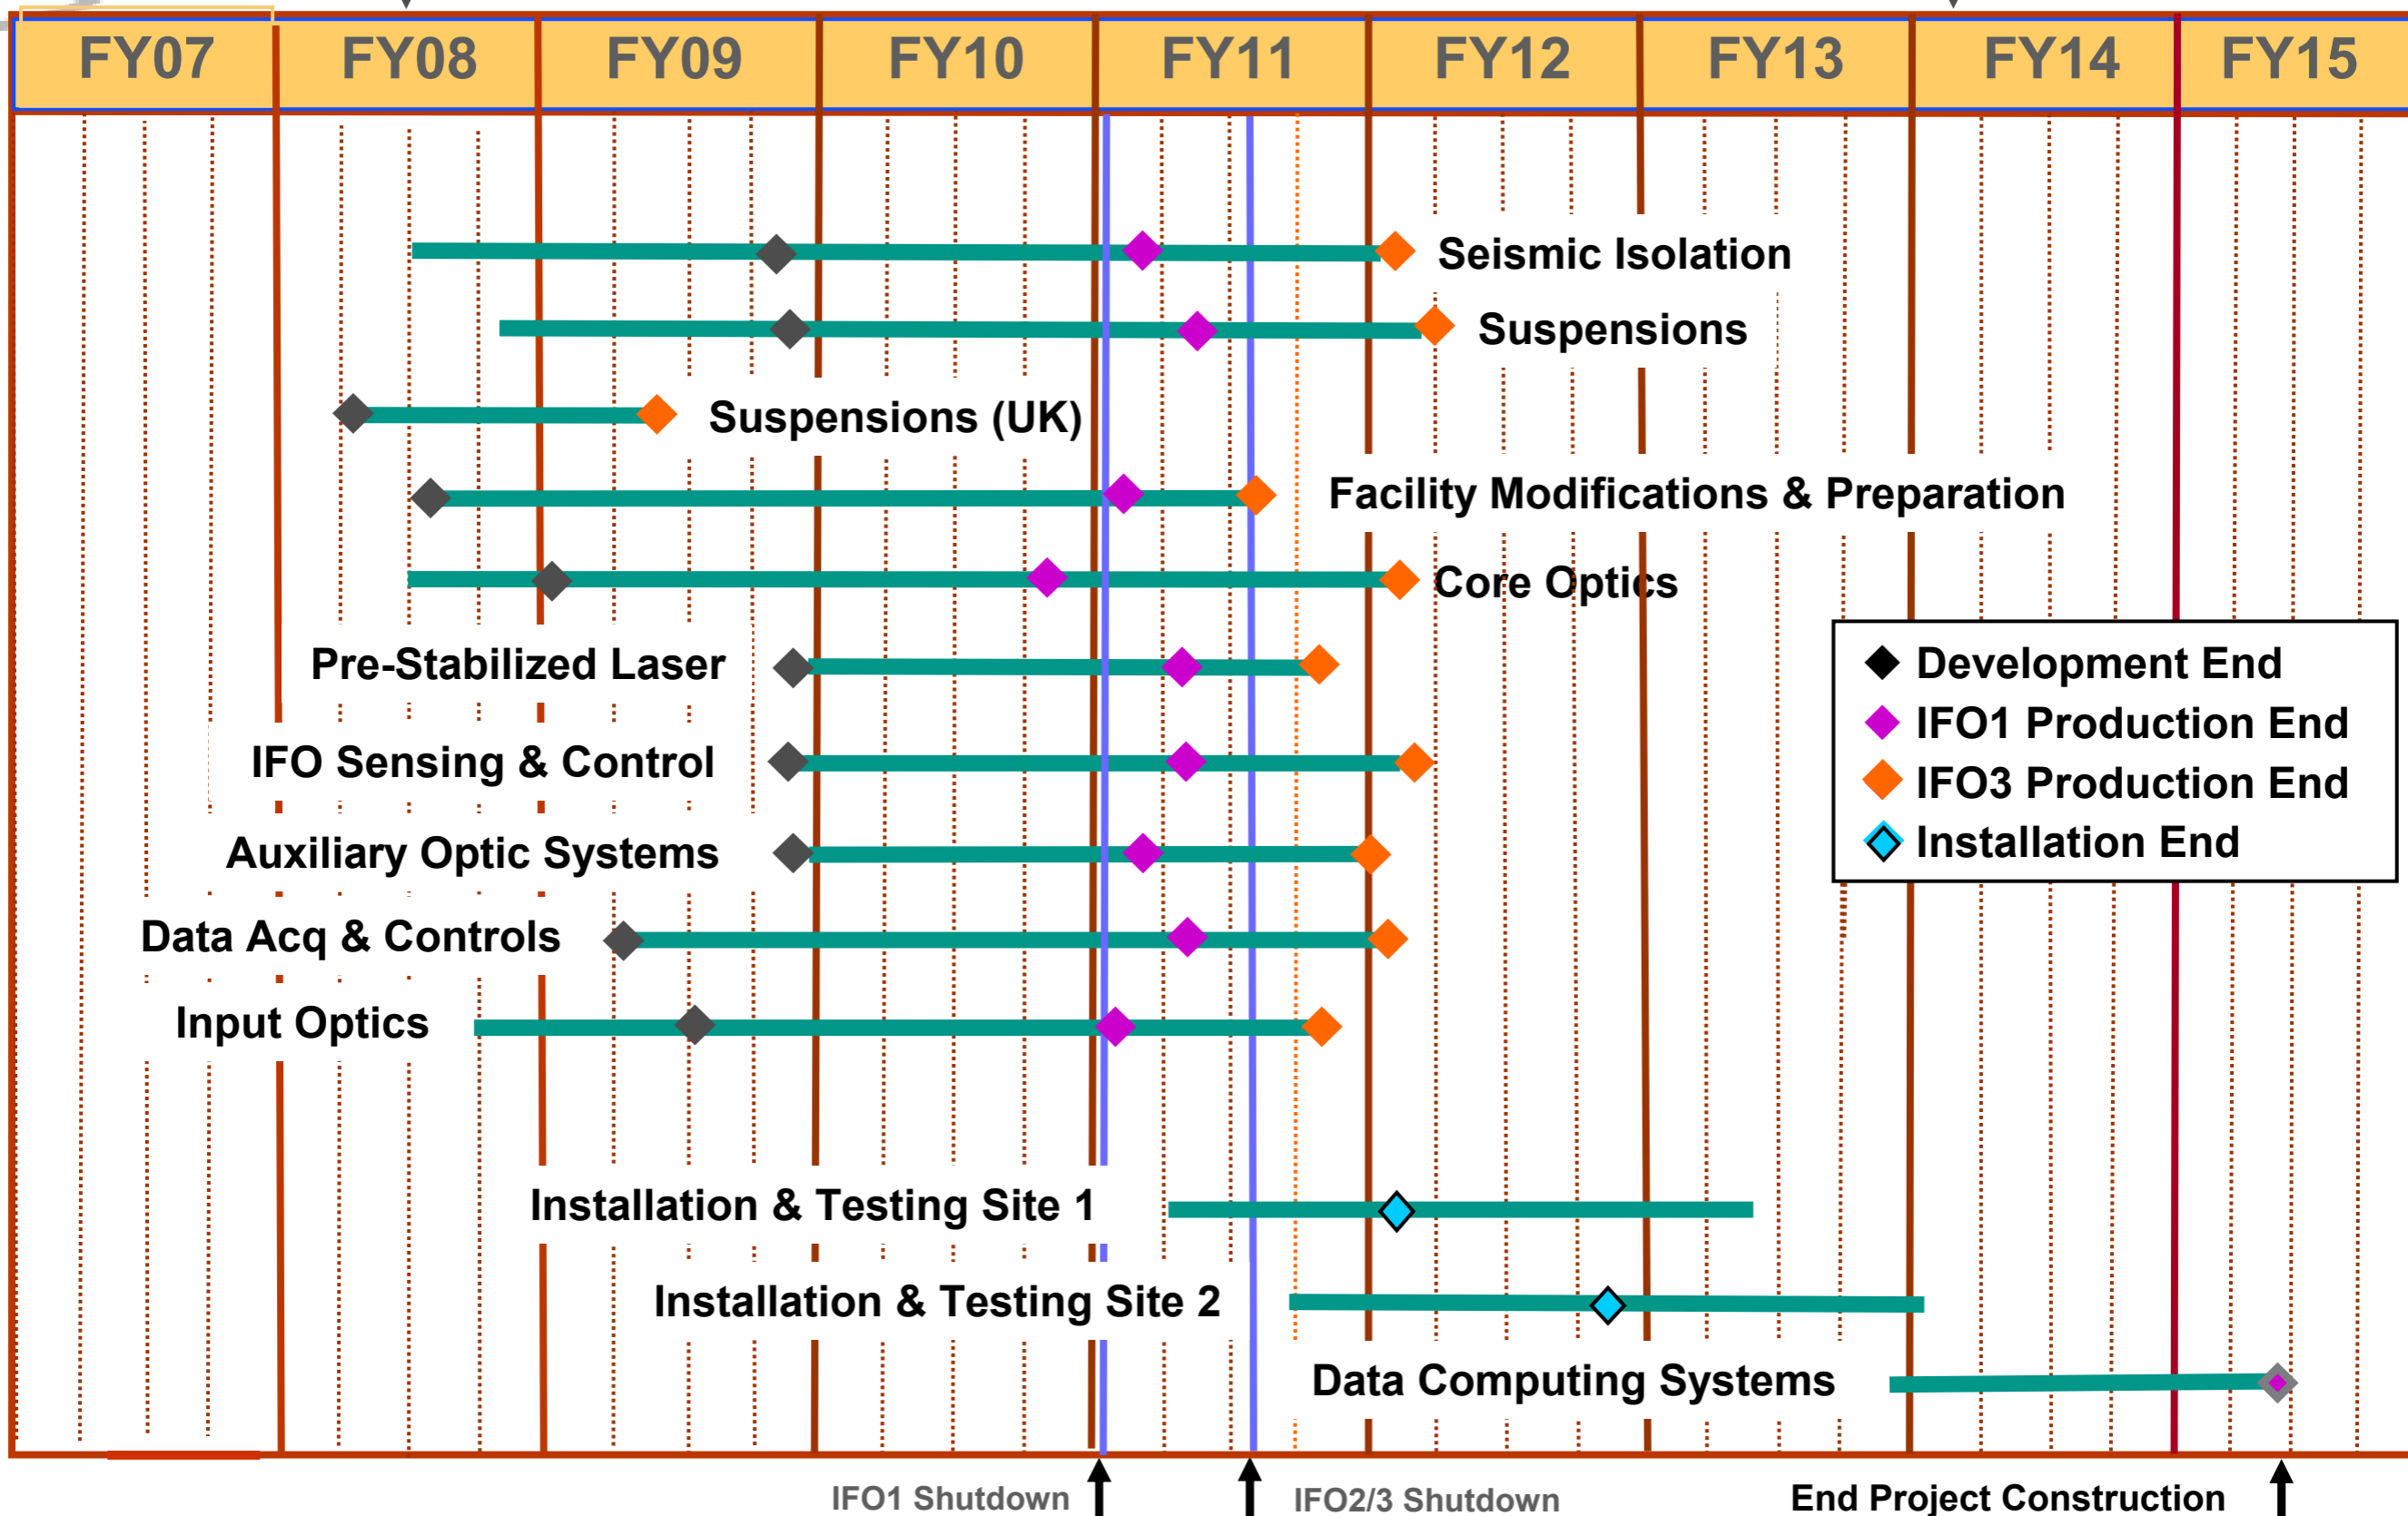 FY07 FY08 FY09 FY10 FY11 FY12 FY13 FY14 FY15
Seismic Isolation
Suspensions
Suspensions (UK)
Facility Modifications & Preparation
Core Optics
Pre-Stabilized Laser
Development End
IFO1 Production End
IFO3 Production End
Installation End
IFO Sensing & Control
Auxiliary Optic Systems
Data Acq & Controls
Input Optics
Installation & Testing Site 1
Installation & Testing Site 2
Data Computing Systems
IFO1 Shutdown
IFO2/3 Shutdown
End Project Construction